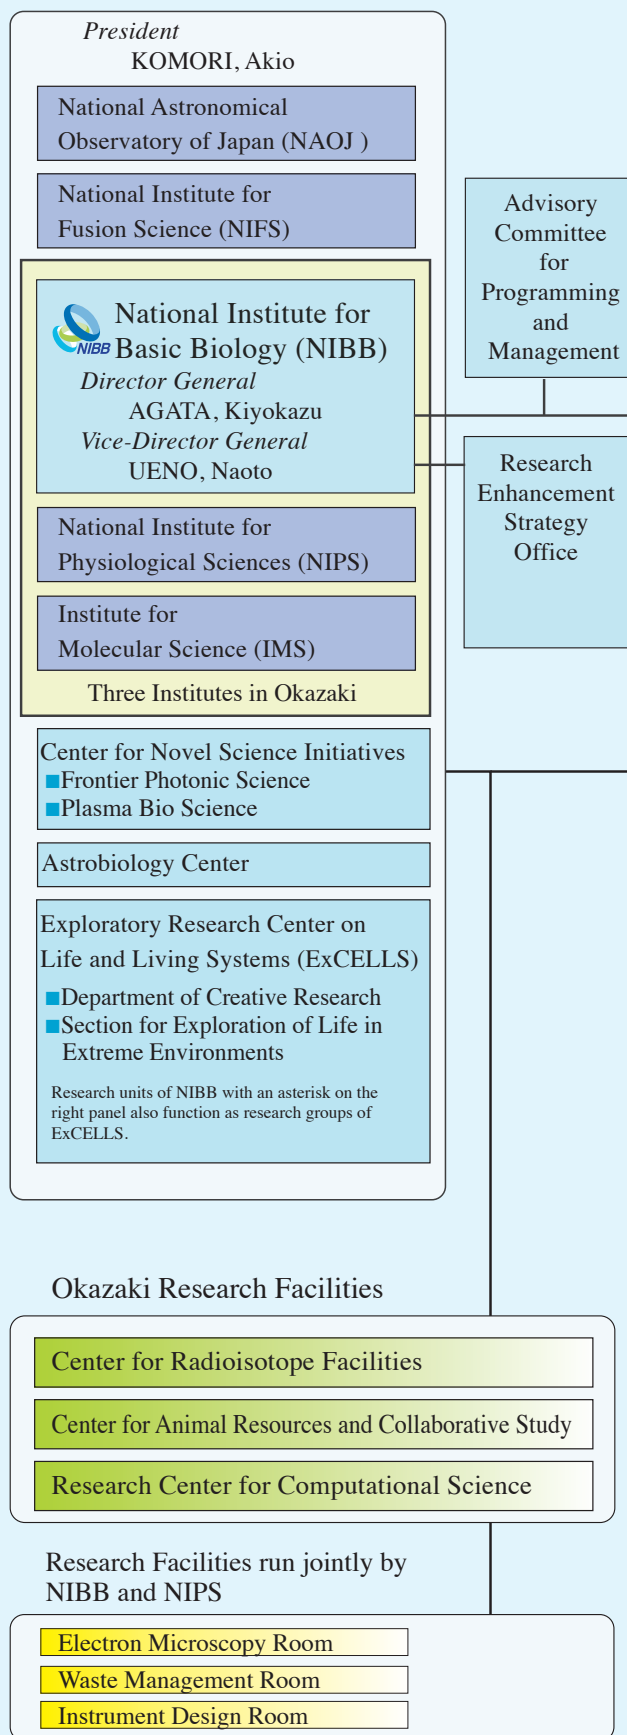 President
KOMORI, Akio
National Astronomical
Observatory of Japan (NAOJ )
National Institute for
Fusion Science (NIFS)
NIBB
National Institute for
Basic Biology (NIBB)
Director General
AGATA, Kiyokazu
Vice-Director General
UENO, Naoto
National Institute for
Physiological Sciences (NIPS)
Institute for
Molecular Science (IMS)
Three Institutes in Okazaki
Advisory
Committee
for
Programming
and
Management
Research
Enhancement
Strategy
Office
Center for Novel Science Initiatives
■Frontier Photonic Science
■Plasma Bio Science
Astrobiology Center
Exploratory Research Center on
Life and Living Systems (ExCELLS)
■Department of Creative Research
■Section for Exploration of Life in
Extreme Environments
Research units of NIBB with an asterisk on the
right panel also function as research groups of
ExCELLS.
Okazaki Research Facilities
Center for Radioisotope Facilities
Center for Animal Resources and Collaborative Study
Research Center for Computational Science
Research Facilities run jointly by
NIBB and NIPS
Electron Microscopy Room
Waste Management Room
Instrument Design Room